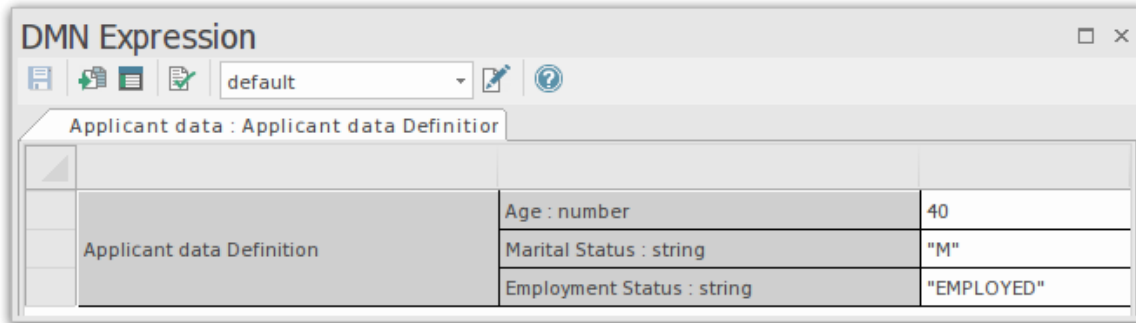 DMN Expression
default
Applicant data : Applicant data Definitior
Age : number 40
Applicant data Definition Marital Status : string "M"
Employment Status : string "EMPLOYED"